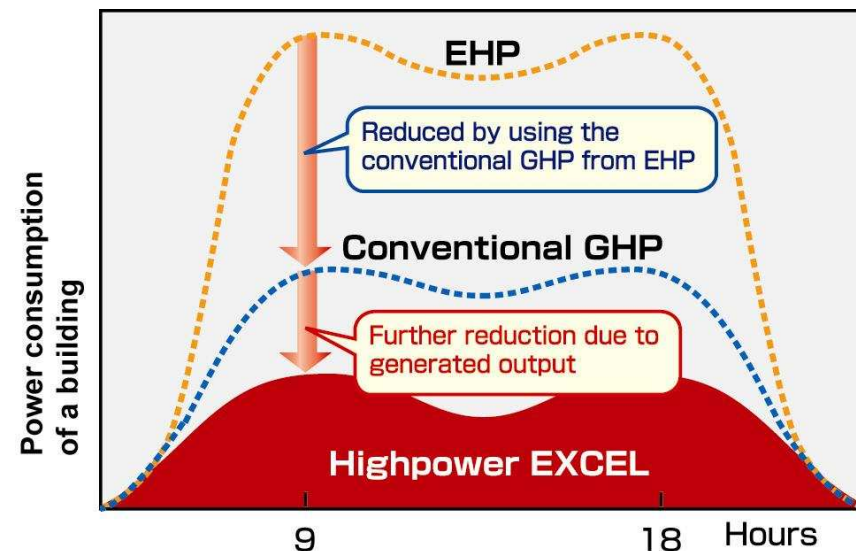 EHP
Reduced by using the
conventional GHP from EHP
Conventional GHP
Further reduction due to
generated output
Highpower EXCEL
Power consumption
of a building
9
18
Hours